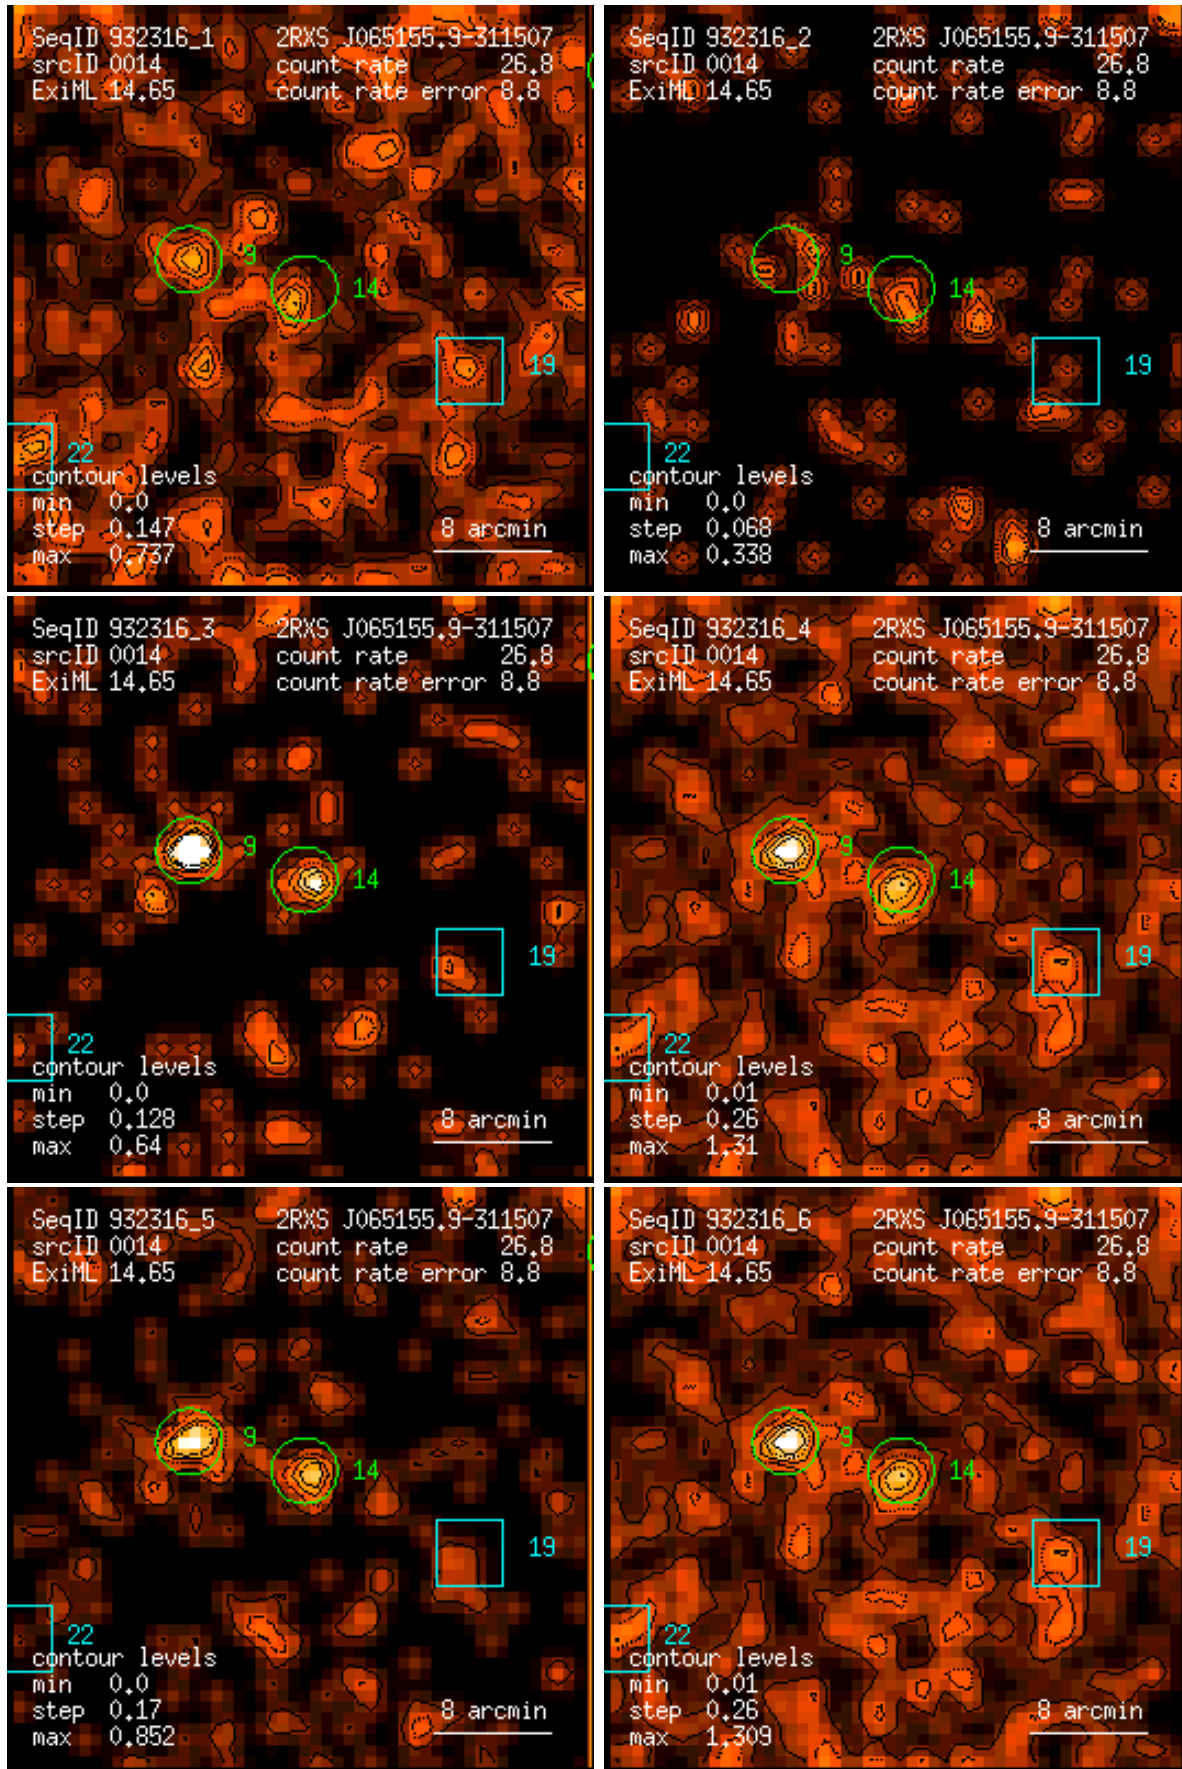 SeqID 932316_1 2RXS J065155.9-311507
srcID 0014 count rate 26.8
ExiML 14.65 count rate error 8.8
9
14
19
22
contour levels
min 0.0
step 0.147 8 arcmin
max 0.737
SeqID 932316_2 2RXS J065155.9-311507
srcID 0014 count rate 26.8
ExiML 14.65 count rate error 8.8
9
14
19
22
contour levels
min 0.0
step 0.068 8 arcmin
max 0.338
SeqID 932316_3 2RXS J065155.9-311507
srcID 0014 count rate 26.8
ExiML 14.65 count rate error 8.8
9
14
19
22
contour levels
min 0.0
step 0.128 8 arcmin
max 0.64
SeqID 932316_4 2RXS J065155.9-311507
srcID 0014 count rate 26.8
ExiML 14.65 count rate error 8.8
9
14
19
22
contour levels
min 0.01
step 0.26 8 arcmin
max 1.31
SeqID 932316_5 2RXS J065155.9-311507
srcID 0014 count rate 26.8
ExiML 14.65 count rate error 8.8
9
14
19
22
contour levels
min 0.0
step 0.17 8 arcmin
max 0.852
SeqID 932316_6 2RXS J065155.9-311507
srcID 0014 count rate 26.8
ExiML 14.65 count rate error 8.8
9
14
19
22
contour levels
min 0.01
step 0.26 8 arcmin
max 1.309